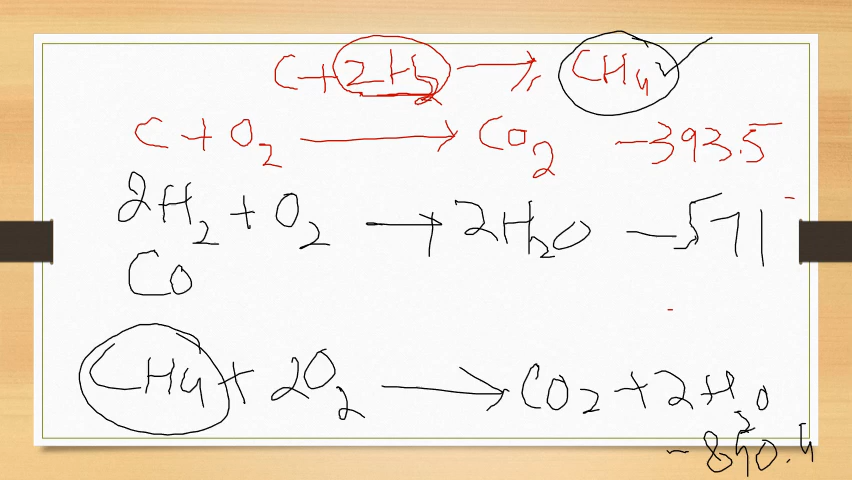 C + 2H2 → CH4
C + O2 → CO2 -393.5
2H2 + O2 → 2H2O -571
CO
CH4 + 2O2 → CO2 + 2H2O
-890.4